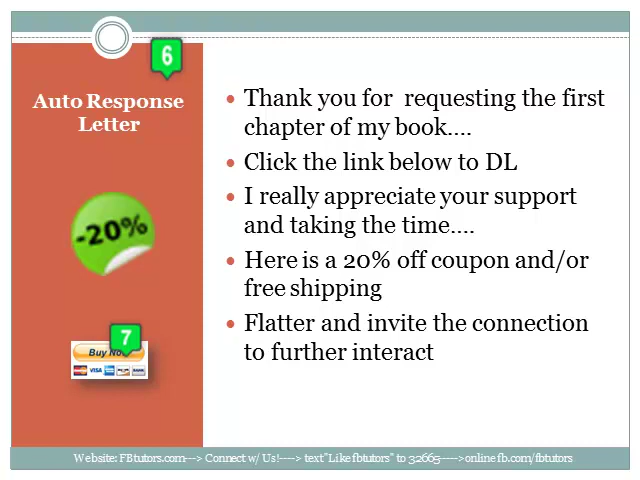 6
Auto Response
Letter
-20%
7
Buy Now
VISA
• Thank you for  requesting the first
chapter of my book….
• Click the link below to DL
• I really appreciate your support
and taking the time….
• Here is a 20% off coupon and/or
free shipping
• Flatter and invite the connection
to further interact
Website: FBtutors.com---> Connect w/ Us!----> text"Like fbtutors" to 32665----->online fb.com/fbtutors